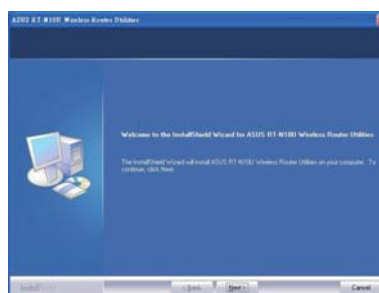 ASUS RT-N10U Wireless Router Utilities
Welcome to the InstallShield Wizard for ASUS RT-N10U Wireless Router Utilities
The InstallShield Wizard will install ASUS RT-N10U Wireless Router Utilities on your computer. To
continue, click Next.
InstallShield
< Back
Next >
Cancel